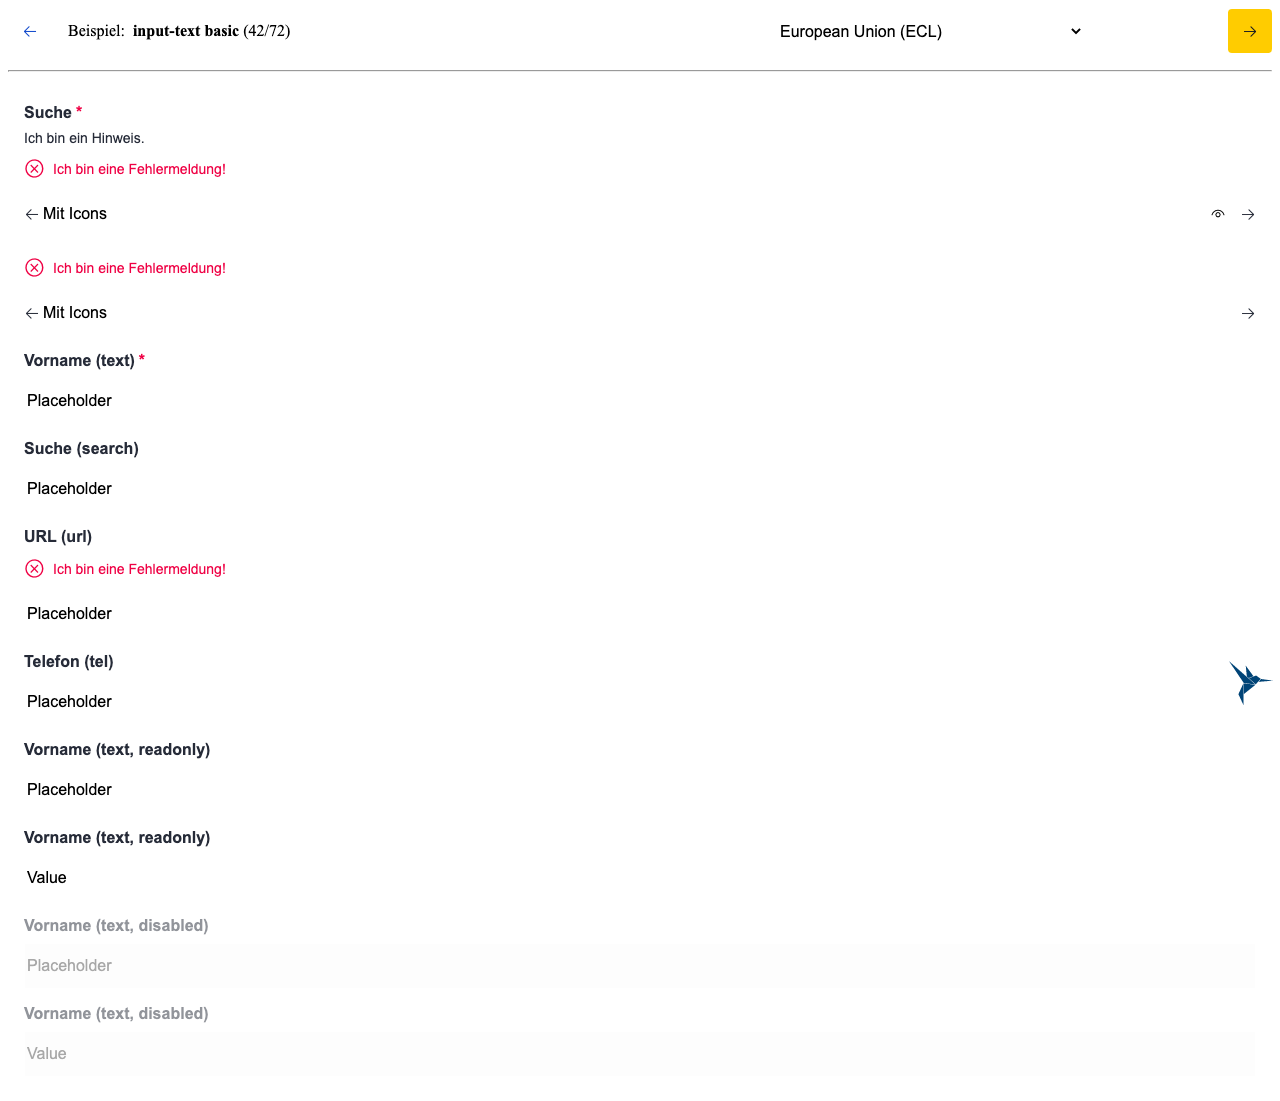 Beispiel: input-text basic (42/72) European Union (ECL)
Suche *
Ich bin ein Hinweis.
Ich bin eine Fehlermeldung!
Mit Icons
Ich bin eine Fehlermeldung!
Mit Icons
Vorname (text) *
Placeholder
Suche (search)
Placeholder
URL (url)
Ich bin eine Fehlermeldung!
Placeholder
Telefon (tel)
Placeholder
Vorname (text, readonly)
Placeholder
Vorname (text, readonly)
Value
Vorname (text, disabled)
Placeholder
Vorname (text, disabled)
Value